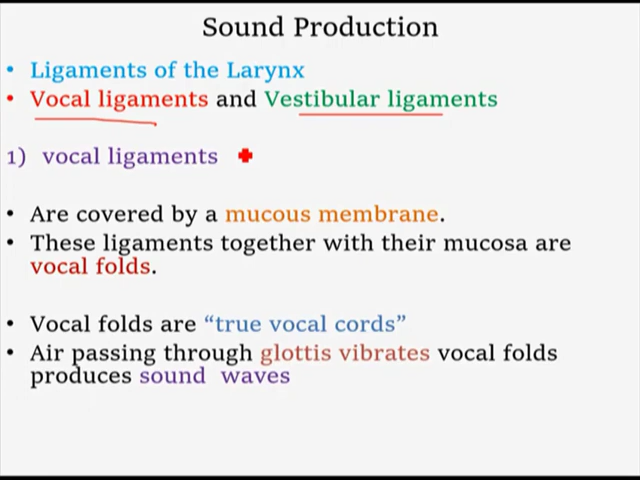 Sound Production
• Ligaments of the Larynx
• Vocal ligaments and Vestibular ligaments
1) vocal ligaments
• Are covered by a mucous membrane.
• These ligaments together with their mucosa are
vocal folds.
• Vocal folds are “true vocal cords”
• Air passing through glottis vibrates vocal folds
produces sound waves